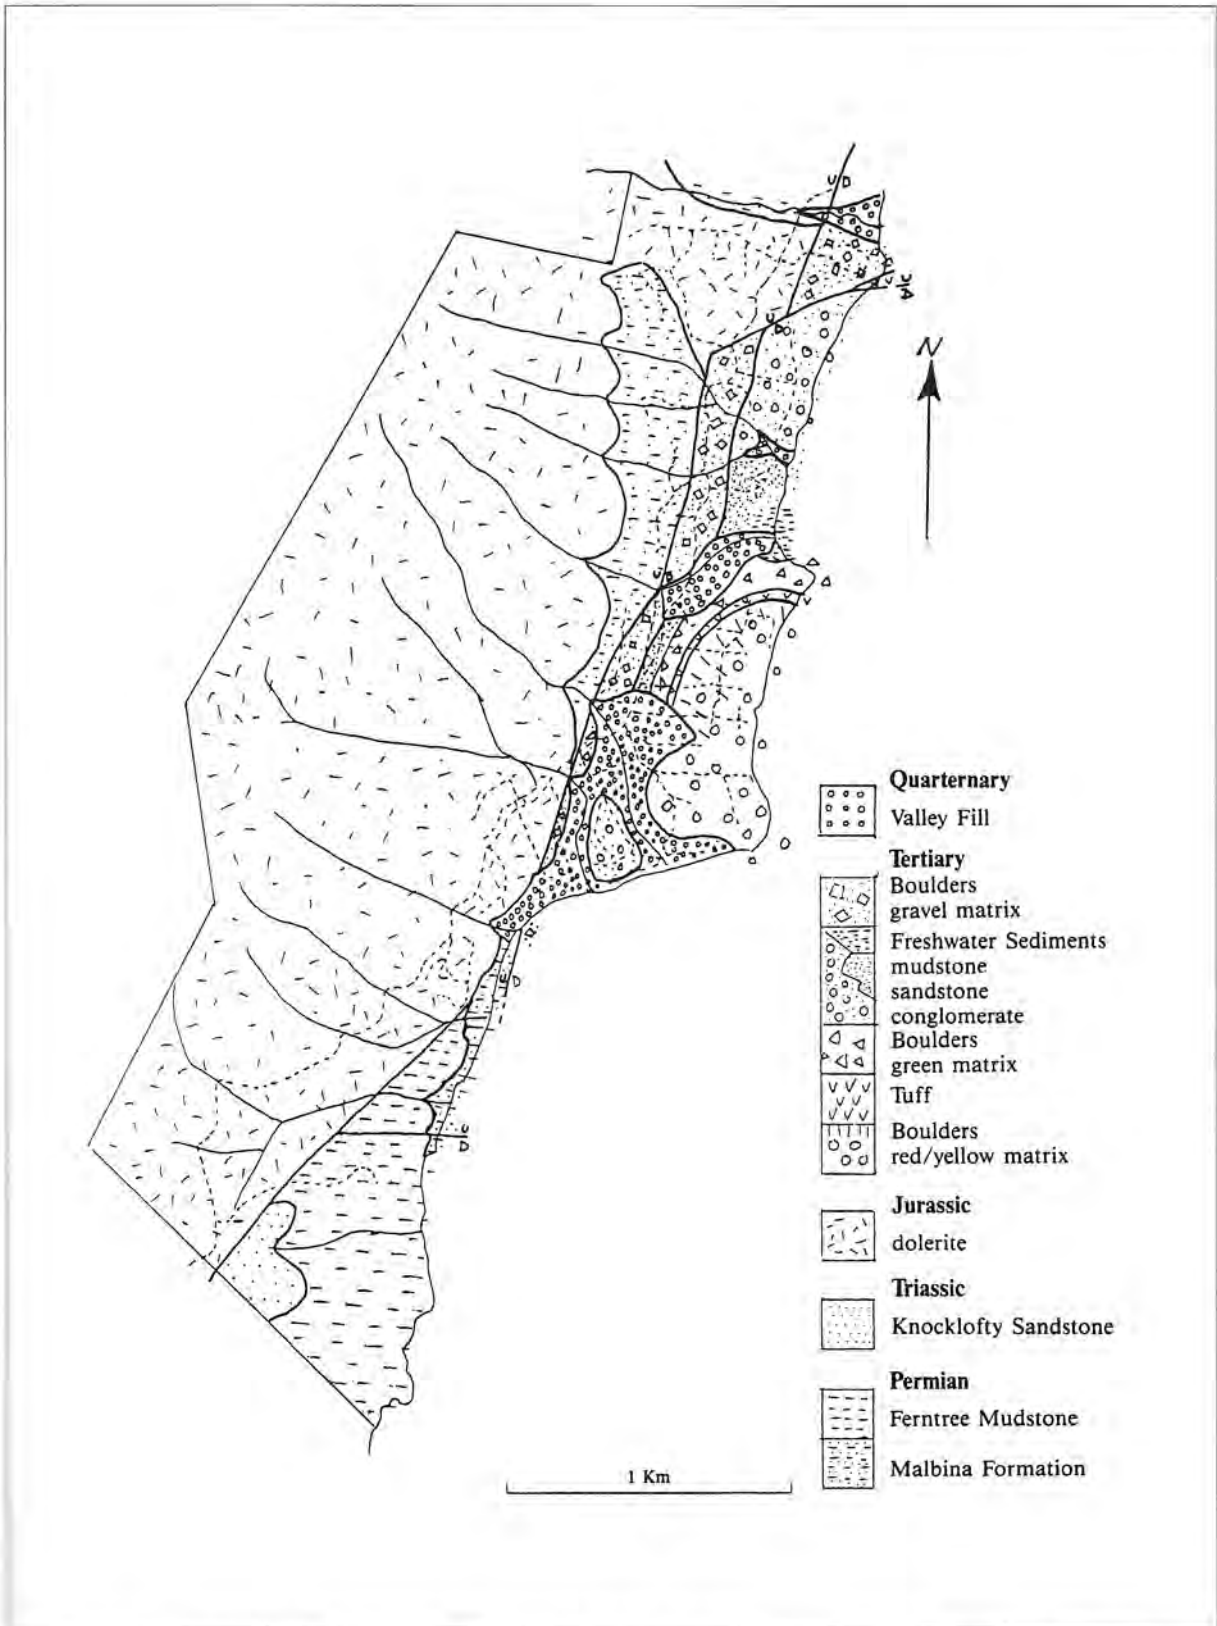 U D
U
D
N
U
U D
U D
U
D
Quarternary
Valley Fill
Tertiary
Boulders
gravel matrix
Freshwater Sediments
mudstone
sandstone
conglomerate
Boulders
green matrix
Tuff
Boulders
red/yellow matrix
Jurassic
dolerite
Triassic
Knocklofty Sandstone
Permian
Ferntree Mudstone
Malbina Formation
1 Km